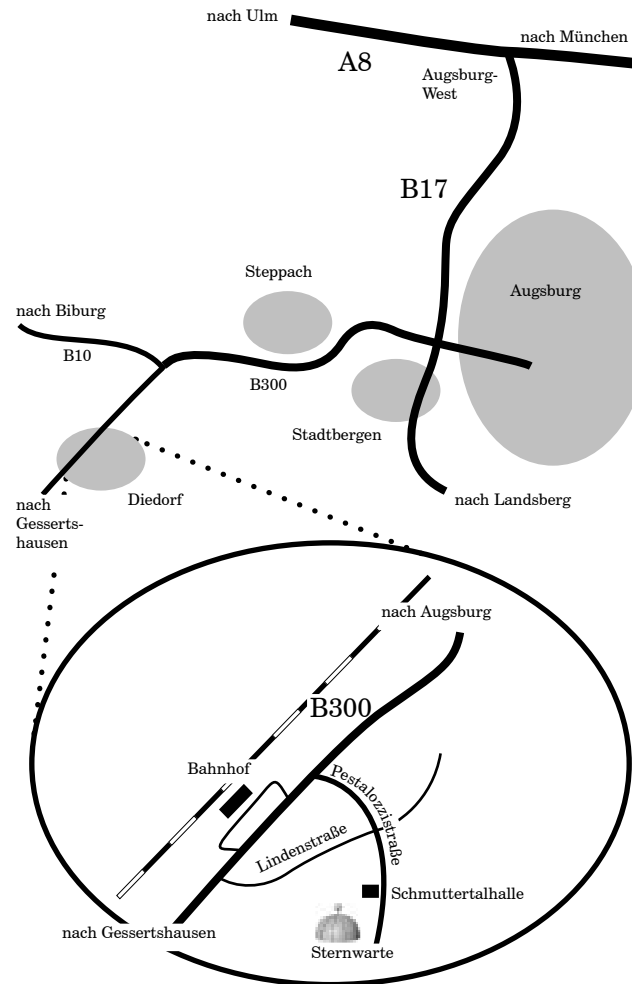 nach Ulm
nach München
A8
Augsburg-
West
B17
Steppach
Augsburg
nach Biburg
B10
B300
Stadtbergen
nach
Gesserts-
hausen
Diedorf
nach Landsberg
nach Augsburg
B300
Bahnhof
Pestalozzistraße
Lindenstraße
Schmuttertalhalle
nach Gessertshausen
Sternwarte